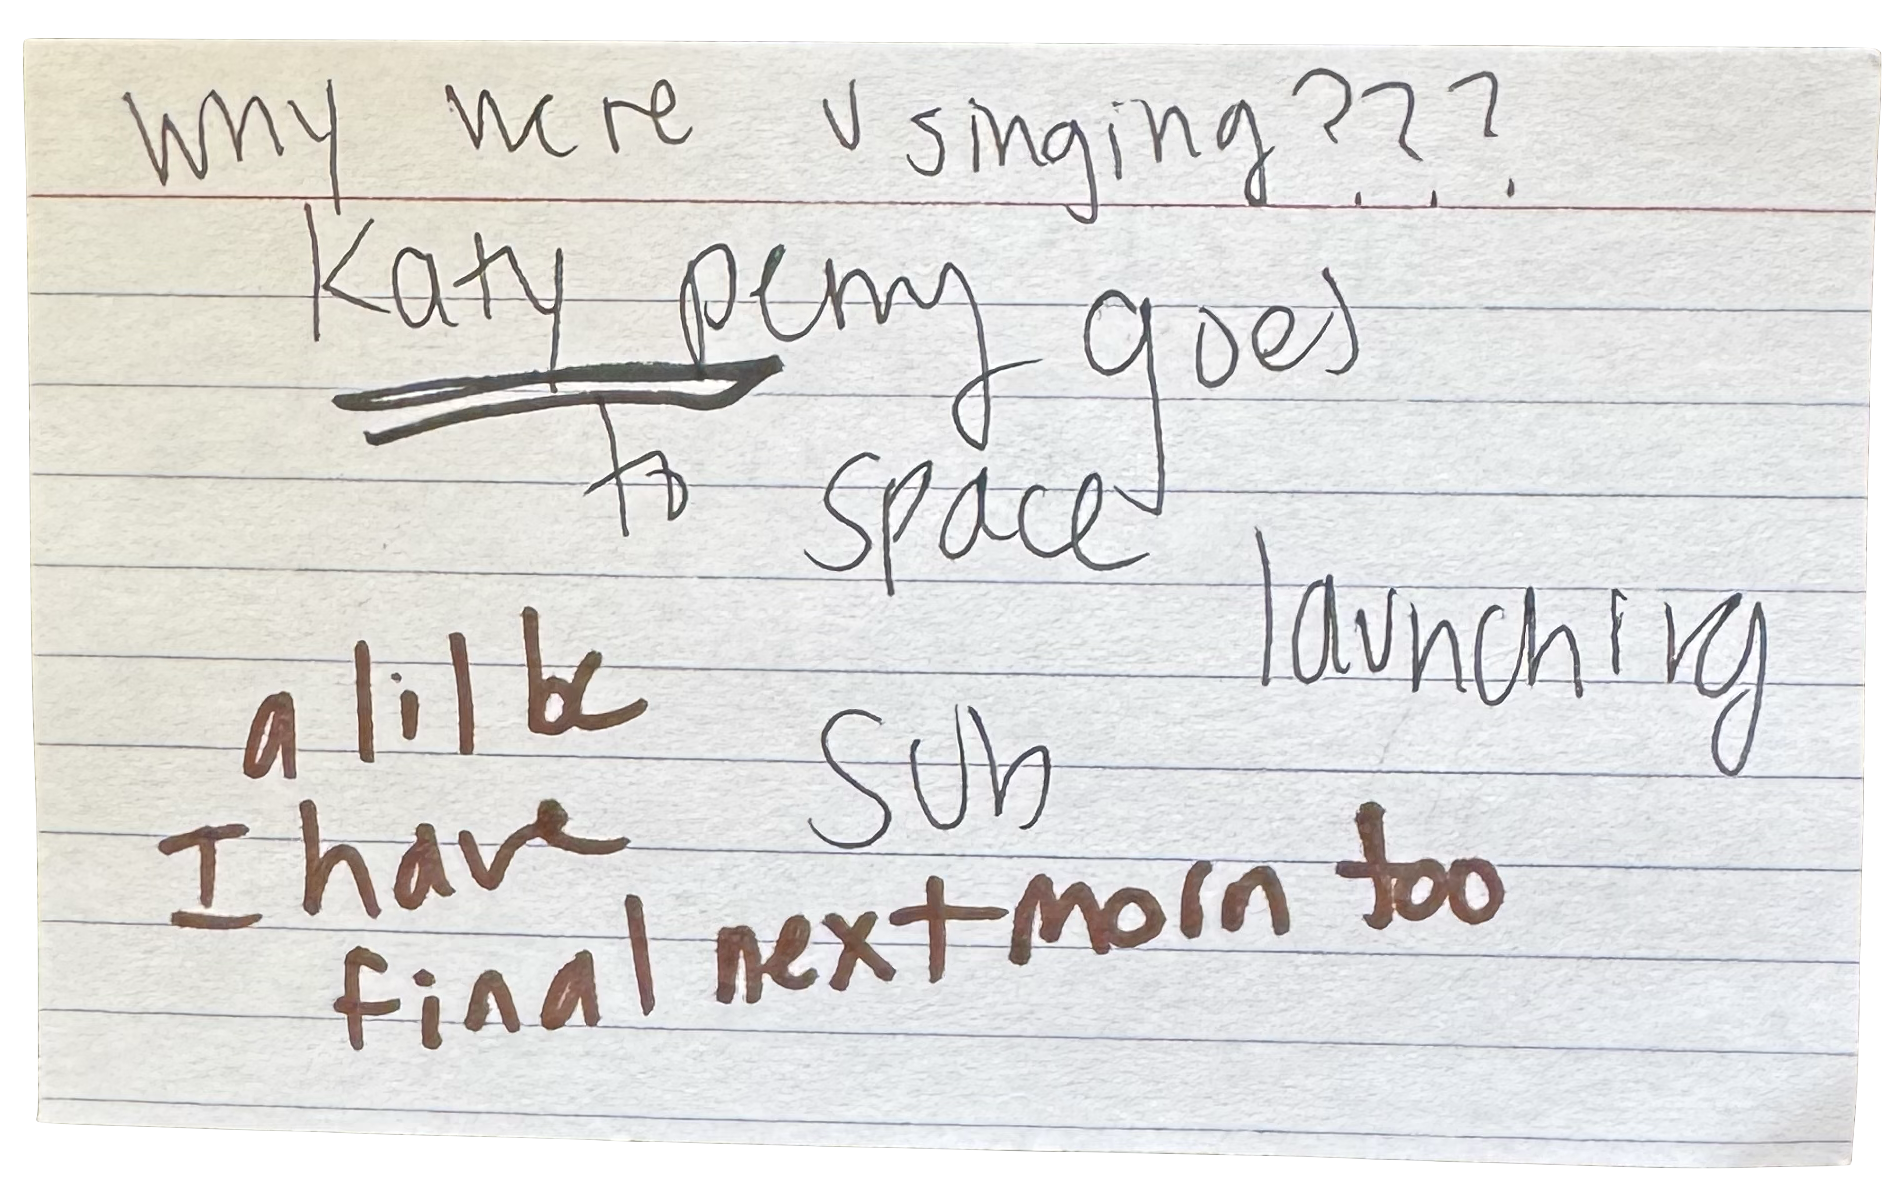 why were u singing???
Katy perry goes
to space
launching
a lil bc
sub
I have
final next morn too